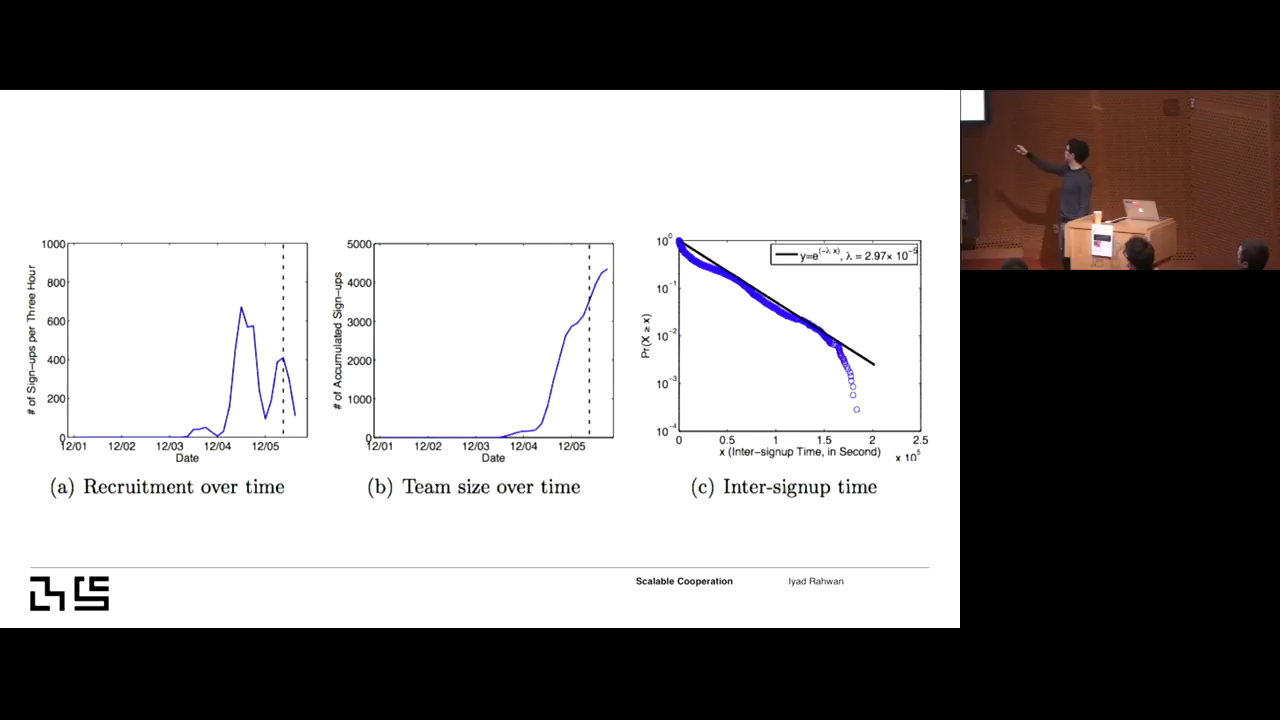 1000
800
600
400
200
0
# of Sign-ups per Three Hour
12/01 12/02 12/03 12/04 12/05
Date
(a) Recruitment over time
5000
4000
3000
2000
1000
0
# of Accumulated Sign-ups
12/01 12/02 12/03 12/04 12/05
Date
(b) Team size over time
10^0
10^-1
10^-2
10^-3
10^-4
Pr(X ≥ x)
y=e^(-λ x), λ = 2.97× 10^-5
0 0.5 1 1.5 2 2.5
x (Inter-signup Time, in Second) x 10^5
(c) Inter-signup time
Scalable Cooperation Iyad Rahwan